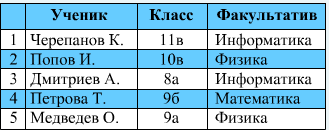 Ученик Класс Факультатив
1 Черепанов К. 11в Информатика
2 Попов И. 10в Физика
3 Дмитриев А. 8а Информатика
4 Петрова Т. 9б Математика
5 Медведев О. 9а Физика